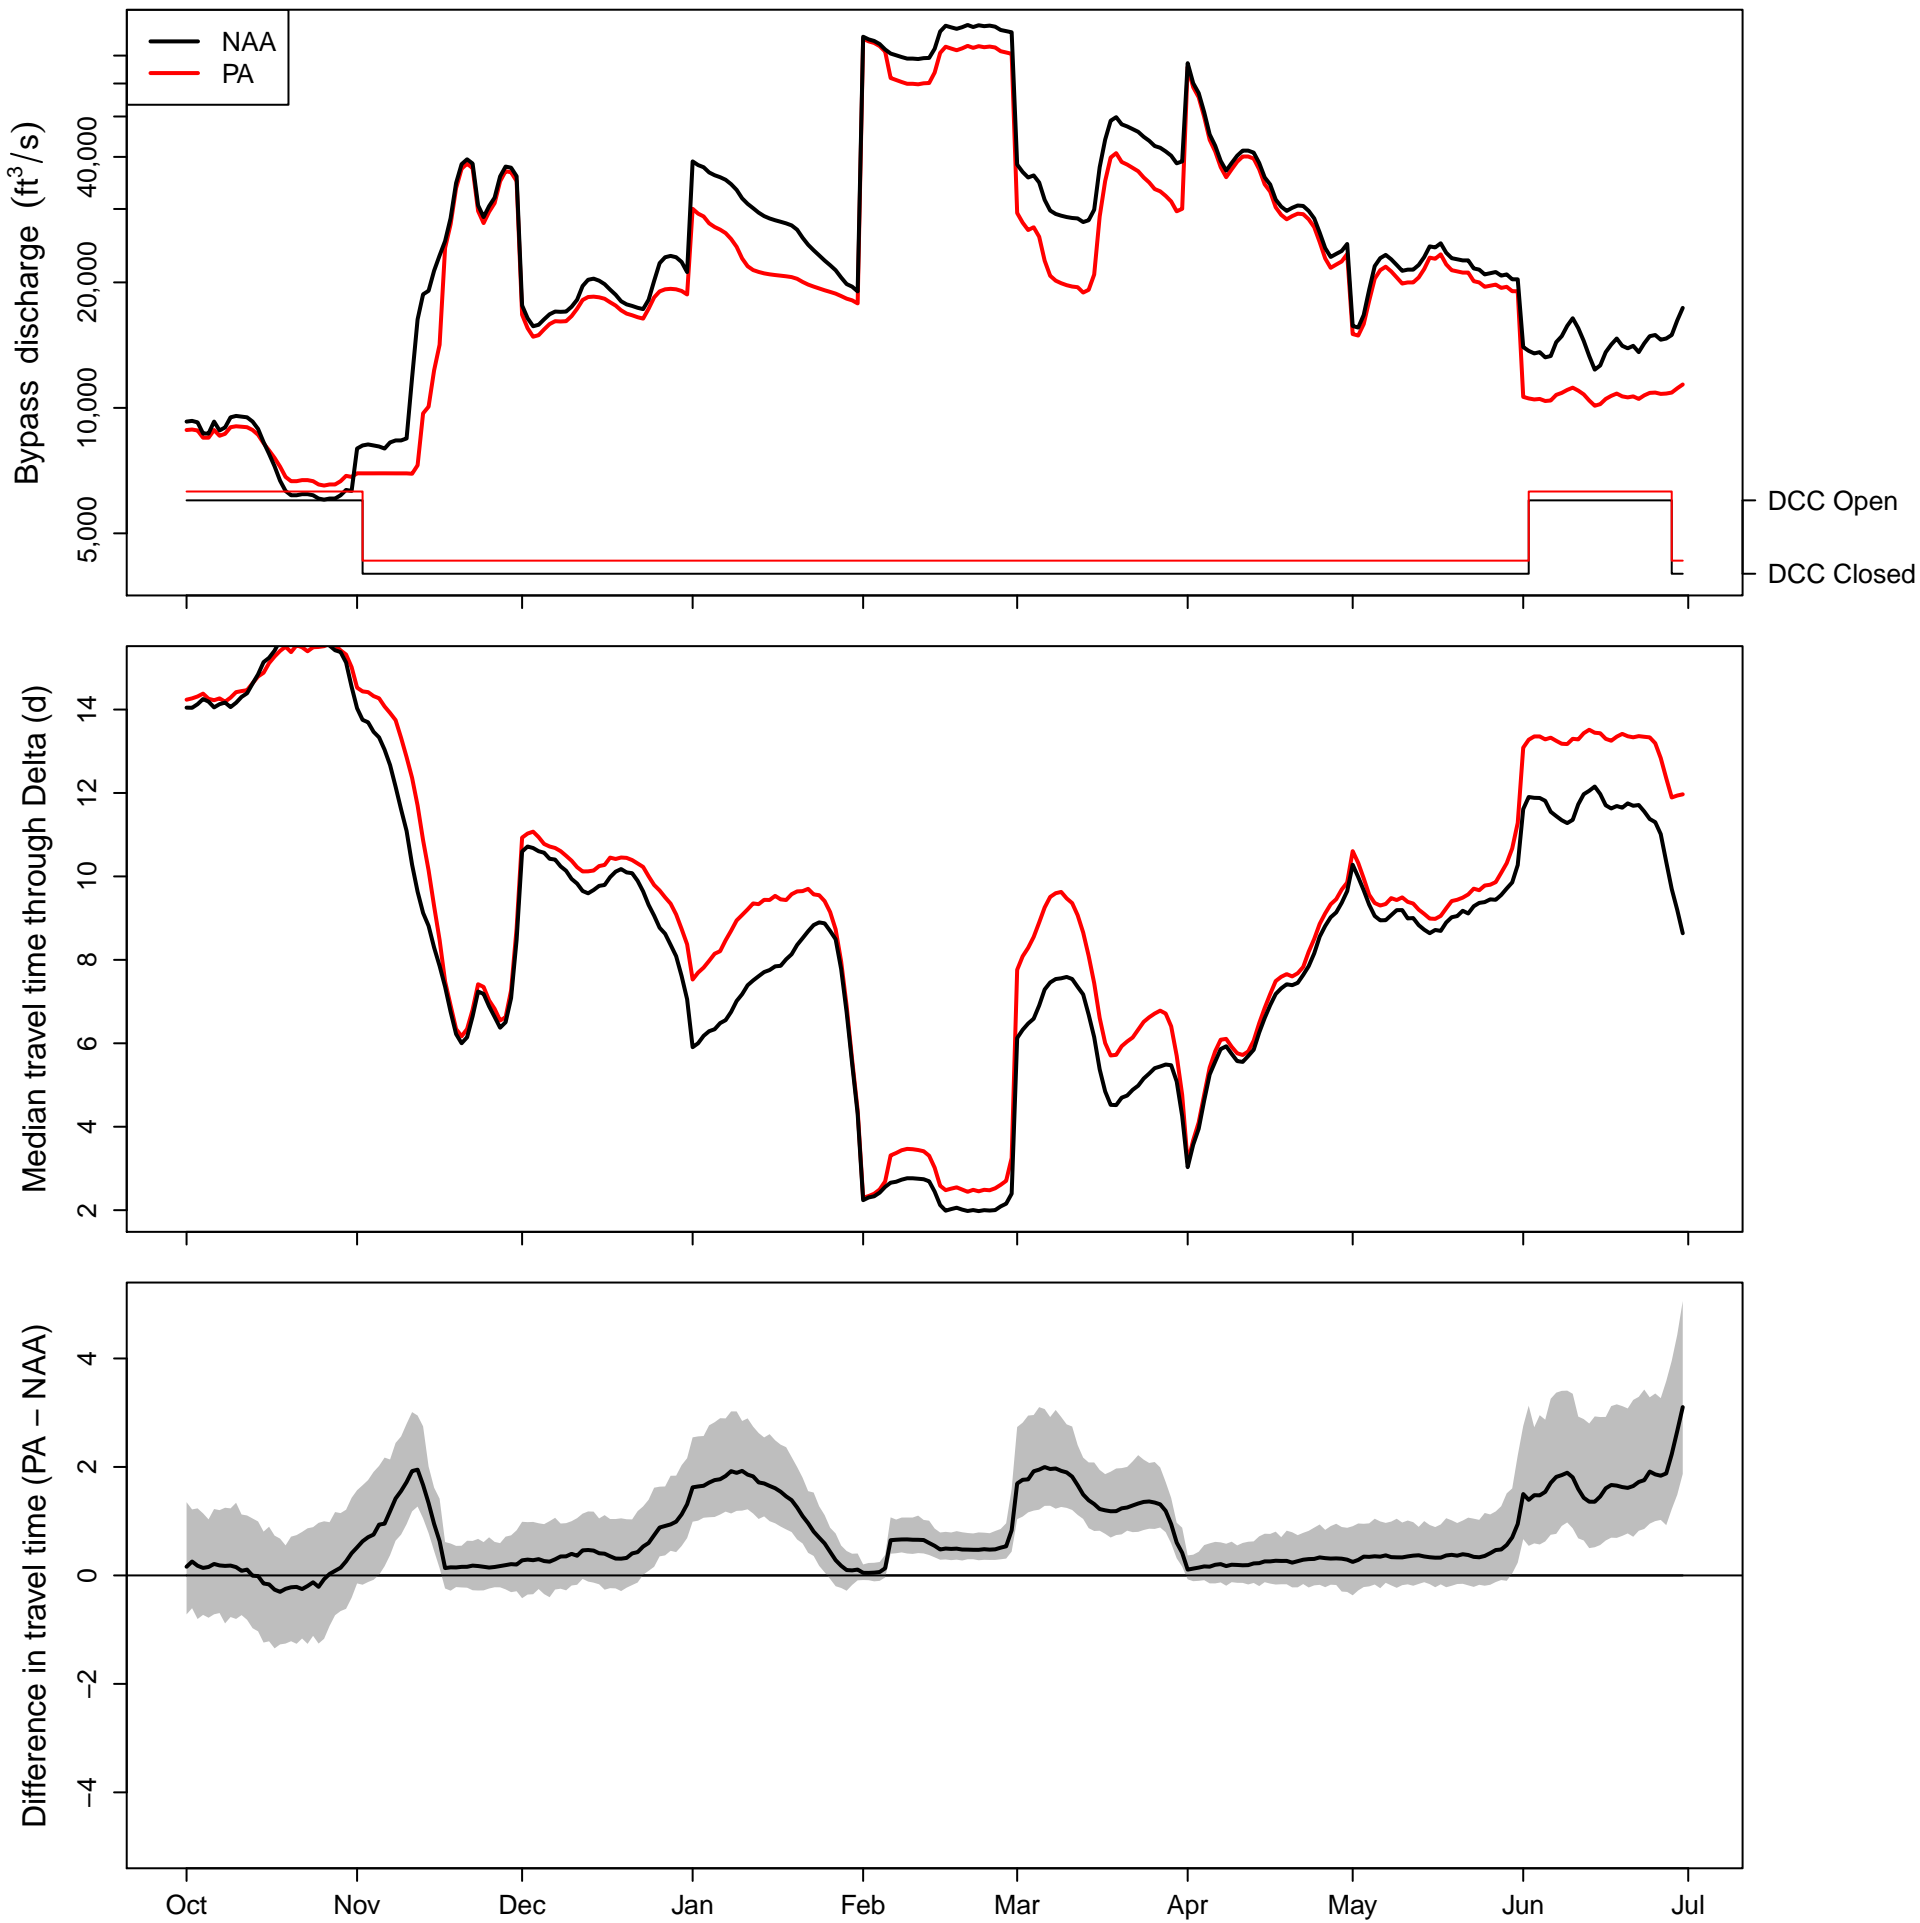 NAA
PA
Bypass discharge (ft3/s)
40,000
20,000
10,000
5,000
DCC Open
DCC Closed
Median travel time through Delta (d)
14
12
10
8
6
4
2
Difference in travel time (PA − NAA)
4
2
0
−2
−4
Oct Nov Dec Jan Feb Mar Apr May Jun Jul